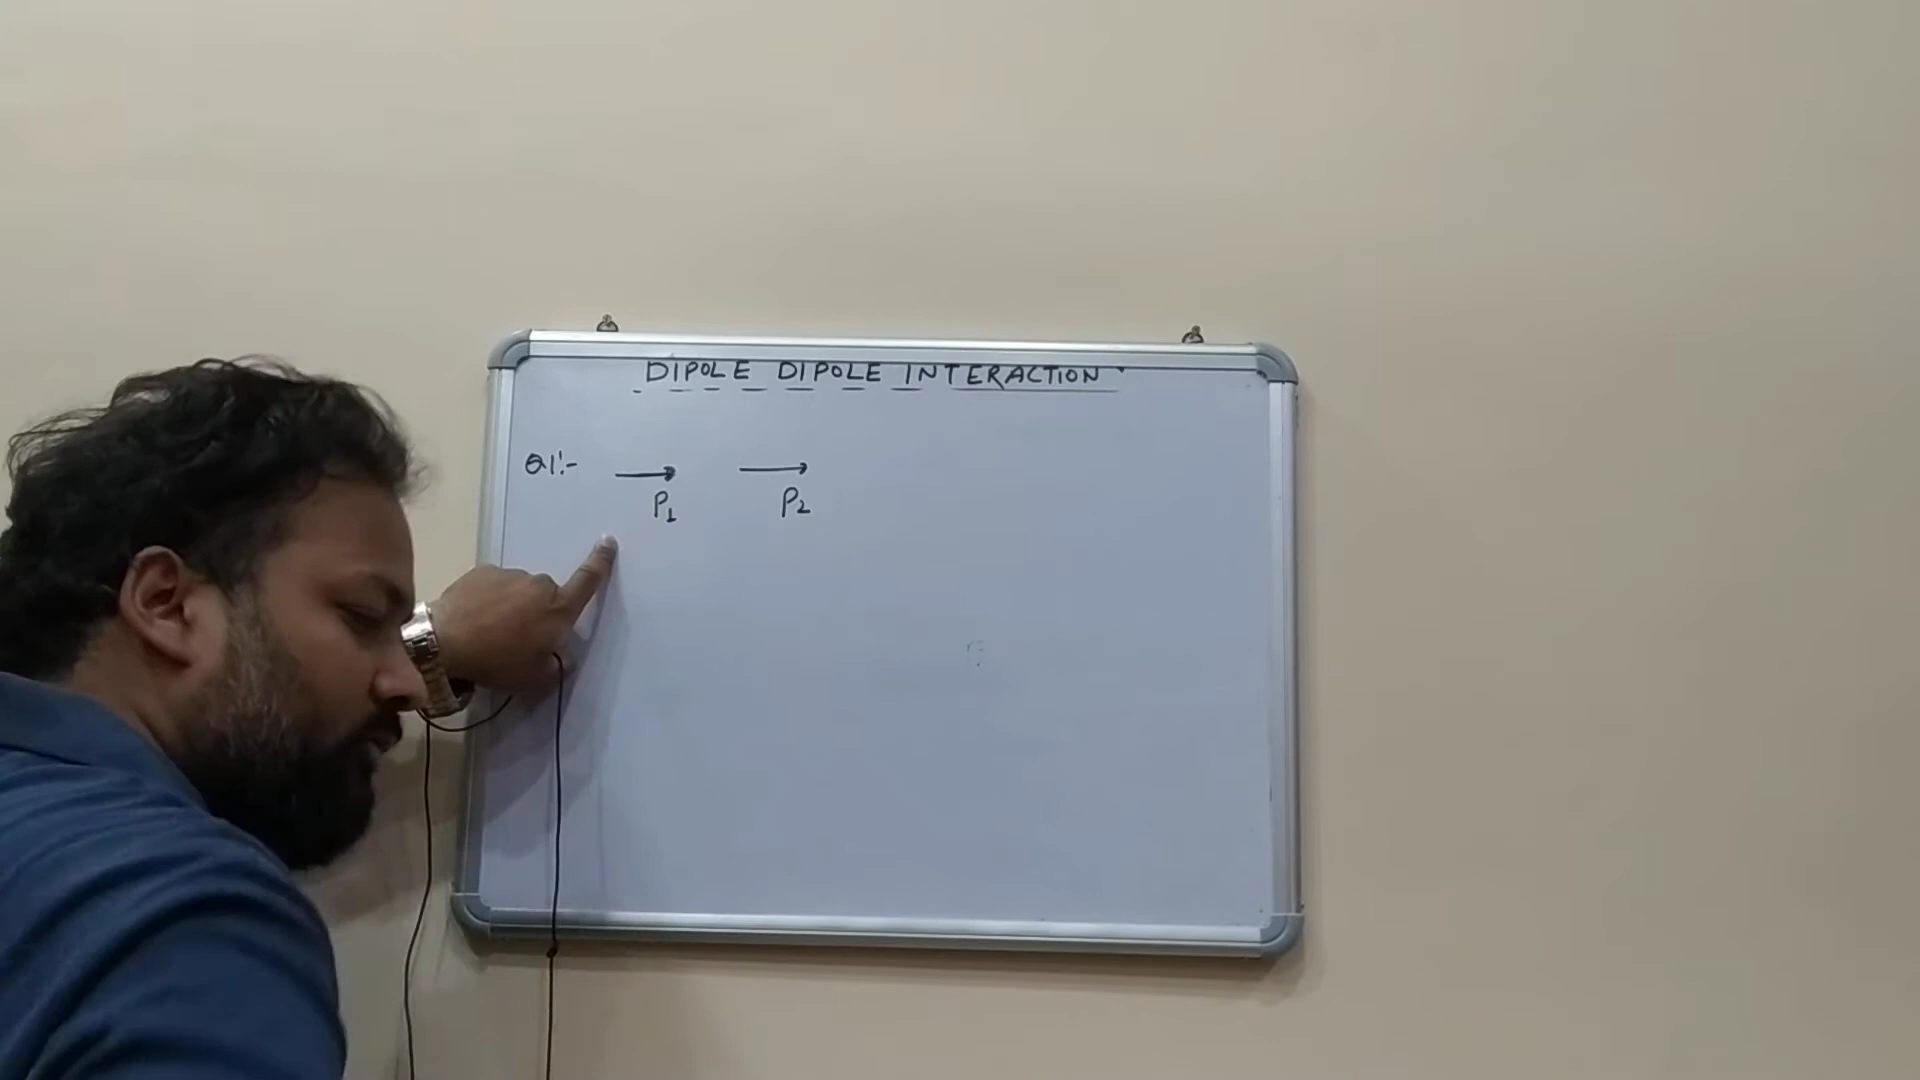 DIPOLE DIPOLE INTERACTION
Q1:- → →
P₁ P₂